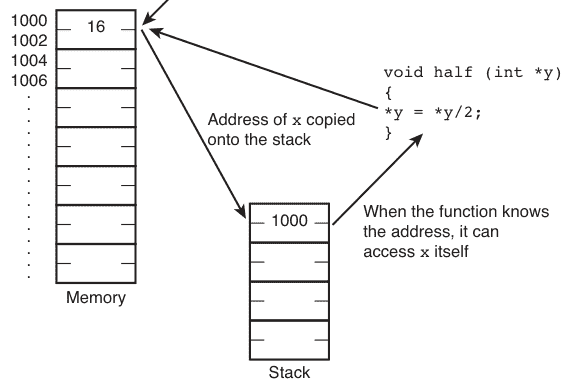 1000
16
1002
1004
1006
void half (int *y)
{
*y = *y/2;
}
Address of x copied
onto the stack
1000
When the function knows
the address, it can
access x itself
Memory
Stack